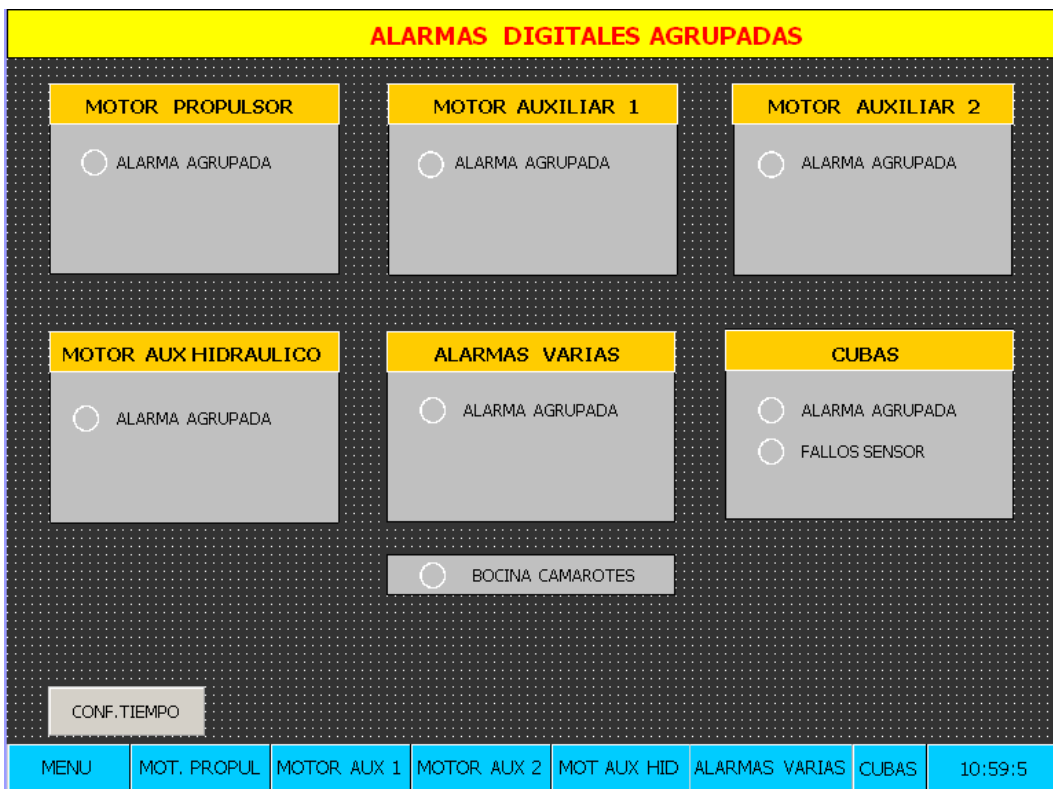 ALARMAS DIGITALES AGRUPADAS
MOTOR PROPULSOR
ALARMA AGRUPADA
MOTOR AUXILIAR 1
ALARMA AGRUPADA
MOTOR AUXILIAR 2
ALARMA AGRUPADA
MOTOR AUX HIDRAULICO
ALARMA AGRUPADA
ALARMAS VARIAS
ALARMA AGRUPADA
CUBAS
ALARMA AGRUPADA
FALLOS SENSOR
BOCINA CAMAROTES
CONF.TIEMPO
MENU
MOT. PROPUL
MOTOR AUX 1
MOTOR AUX 2
MOT AUX HID
ALARMAS VARIAS
CUBAS
10:59:5